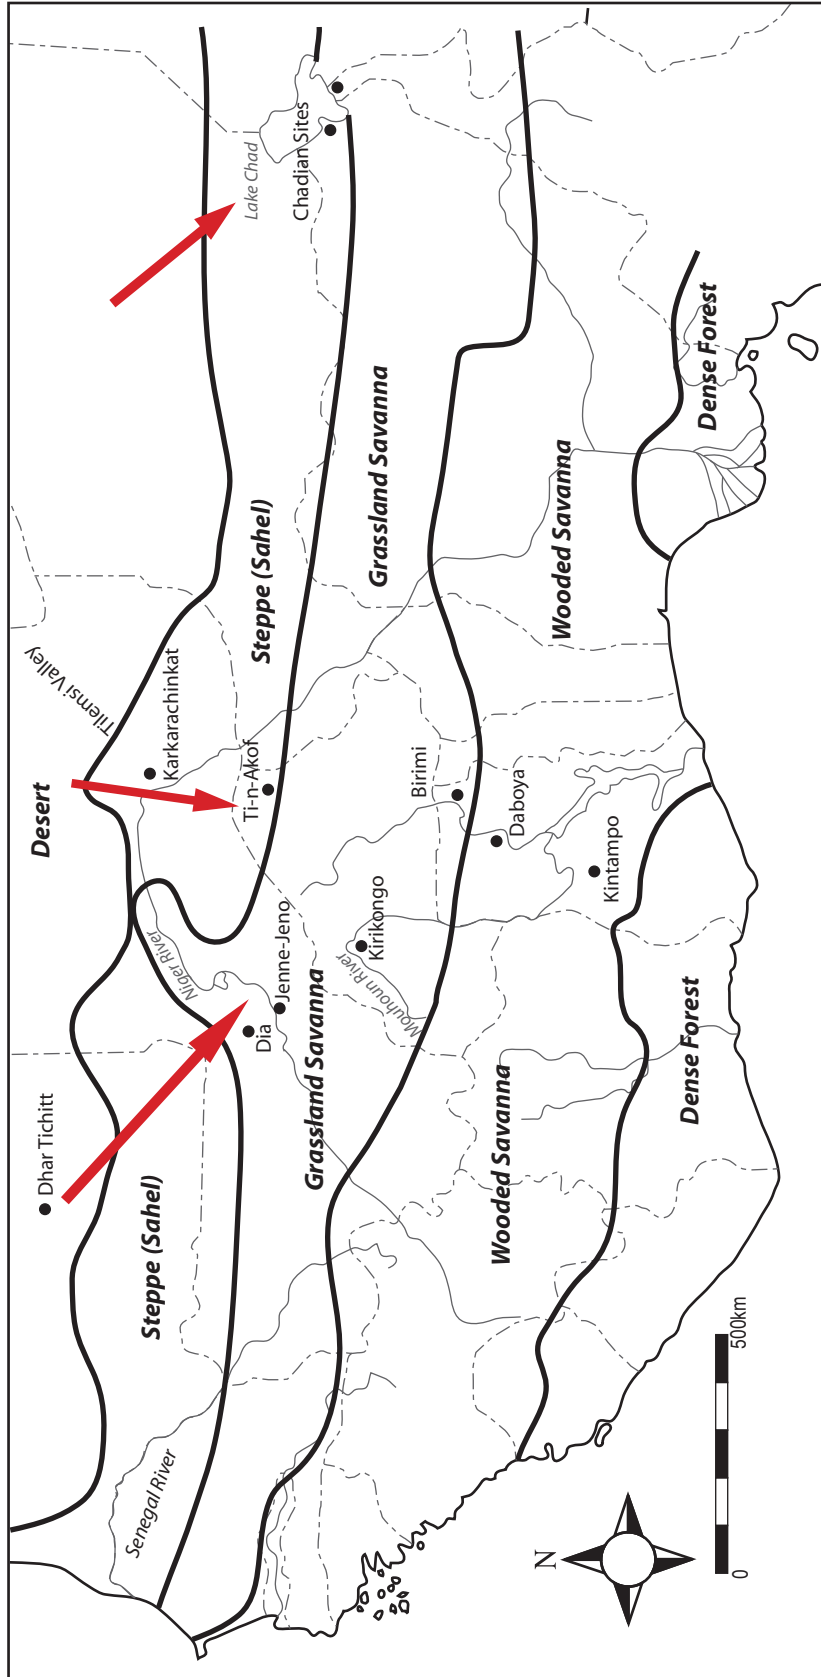 Desert
Tilemsi Valley
Dhar Tichitt
Karkarachinkat
Niger River
Lake Chad
Steppe (Sahel)
Steppe (Sahel)
Ti-n-Akof
Chadian Sites
Senegal River
Dia
Jenne-Jeno
Grassland Savanna
Grassland Savanna
Kirikongo
Mouhoun River
Birimi
Daboya
Wooded Savanna
Wooded Savanna
Kintampo
Dense Forest
Dense Forest
N
0
500km